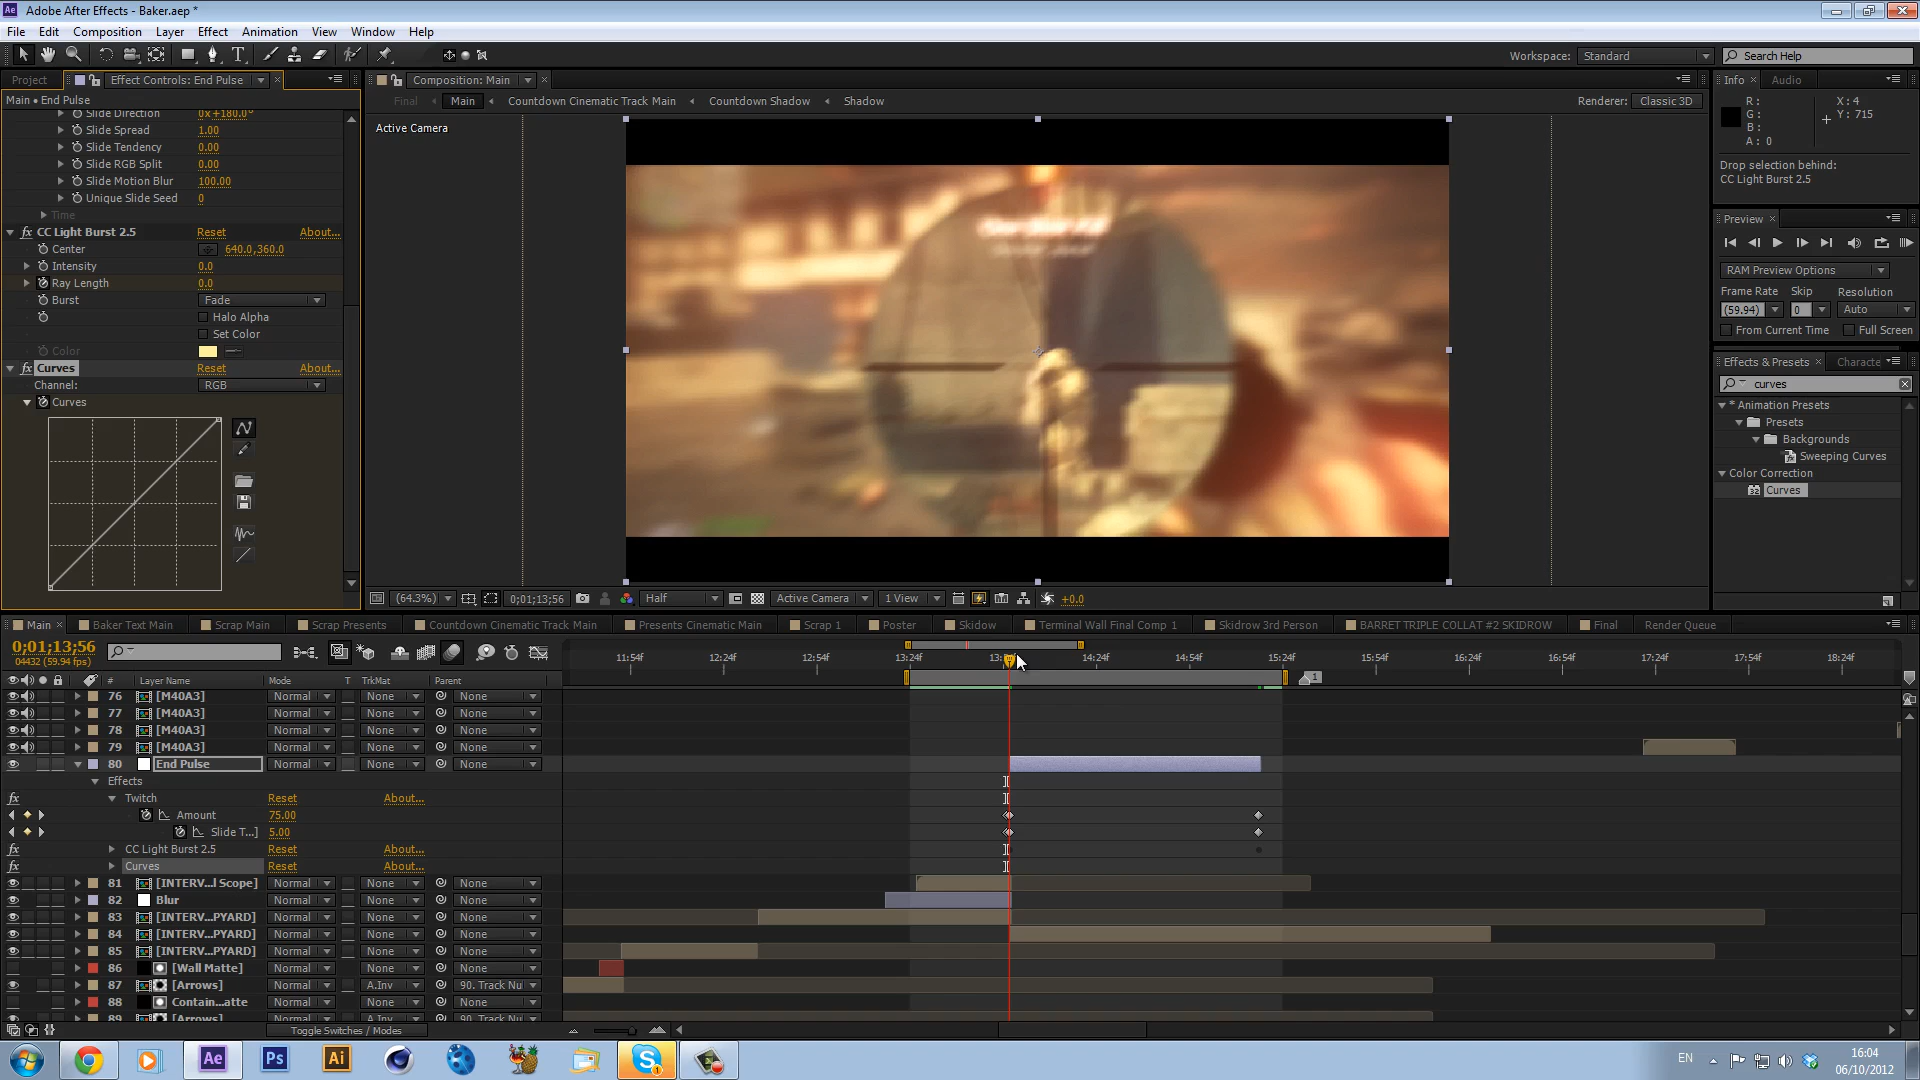 Adobe After Effects - Baker.aep *
File Edit Composition Layer Effect Animation View Window Help
Workspace: Standard Search Help
Project Effect Controls: End Pulse Composition: Main Info Audio
Main • End Pulse
Final Main Countdown Cinematic Track Main Countdown Shadow Shadow Renderer: Classic 3D
Active Camera
Slide Direction 0x+180.0°
Slide Spread 1.00
Slide Tendency 0.00
Slide RGB Split 0.00
Slide Motion Blur 100.00
Unique Slide Seed 0
Time
CC Light Burst 2.5 Reset About...
Center 640.0,360.0
Intensity 0.0
Ray Length 0.0
Burst Fade
Halo Alpha
Set Color
Color
Curves Reset About...
Channel: RGB
Curves
R: X: 4
G: Y: 715
B:
A: 0
Drop selection behind:
CC Light Burst 2.5
Preview
RAM Preview Options
Frame Rate Skip Resolution
(59.94) 0 Auto
From Current Time Full Screen
Effects & Presets Characte
curves
* Animation Presets
Presets
Backgrounds
Sweeping Curves
Color Correction
32 Curves
(64.3%) 0;01;13;56 Half Active Camera 1 View +0.0
Main Baker Text Main Scrap Main Scrap Presents Countdown Cinematic Track Main Presents Cinematic Main Scrap 1 Poster Skidow Terminal Wall Final Comp 1 Skidrow 3rd Person BARRET TRIPLE COLLAT #2 SKIDROW Final Render Queue
0;01;13;56
04432 (59.94 fps)
11:54f 12:24f 12:54f 13:24f 14:24f 14:54f 15:24f 15:54f 16:24f 16:54f 17:24f 17:54f 18:24f
# Layer Name Mode T TrkMat Parent
1
76 [M40A3] Normal None None
77 [M40A3] Normal None None
78 [M40A3] Normal None None
79 [M40A3] Normal None None
80 End Pulse Normal None None
Effects
fx Twitch Reset About...
Amount 75.00
Slide T...] 5.00
fx CC Light Burst 2.5 Reset About...
fx Curves Reset About...
81 [INTERV...l Scope] Normal None None
82 Blur Normal None None
83 [INTERV...PYARD] Normal None None
84 [INTERV...PYARD] Normal None None
85 [INTERV...PYARD] Normal None None
86 [Wall Matte] Normal None None
87 [Arrows] Normal A.Inv 90. Track Nu
88 Contain...atte Normal None None
89 [Arrows] Normal A.Inv 90. Track Nu
Toggle Switches / Modes
Ae Ps Ai S EN 16:04
06/10/2012